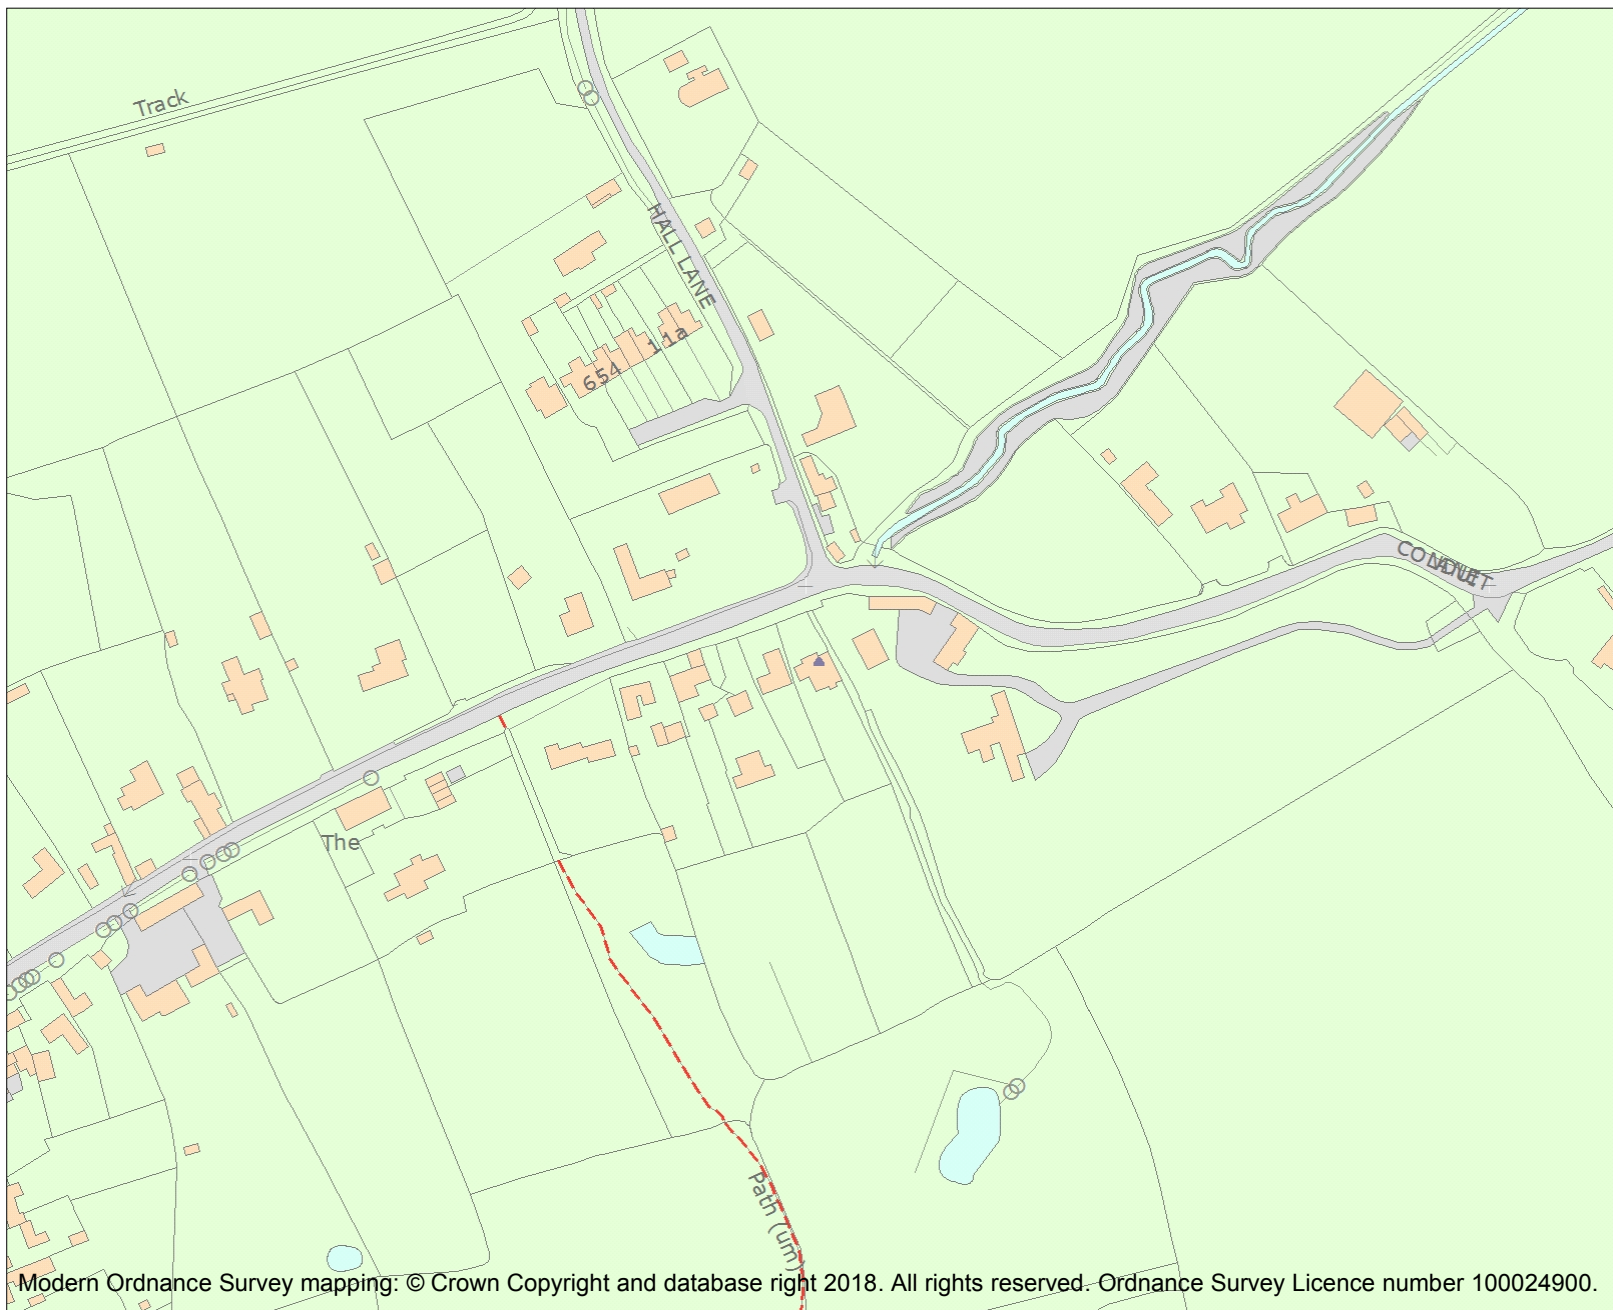 Track
HALL LANE
11a
654
CONDUIT
LANE
The
Path (um)
Modern Ordnance Survey mapping: © Crown Copyright and database right 2018. All rights reserved. Ordnance Survey Licence number 100024900.